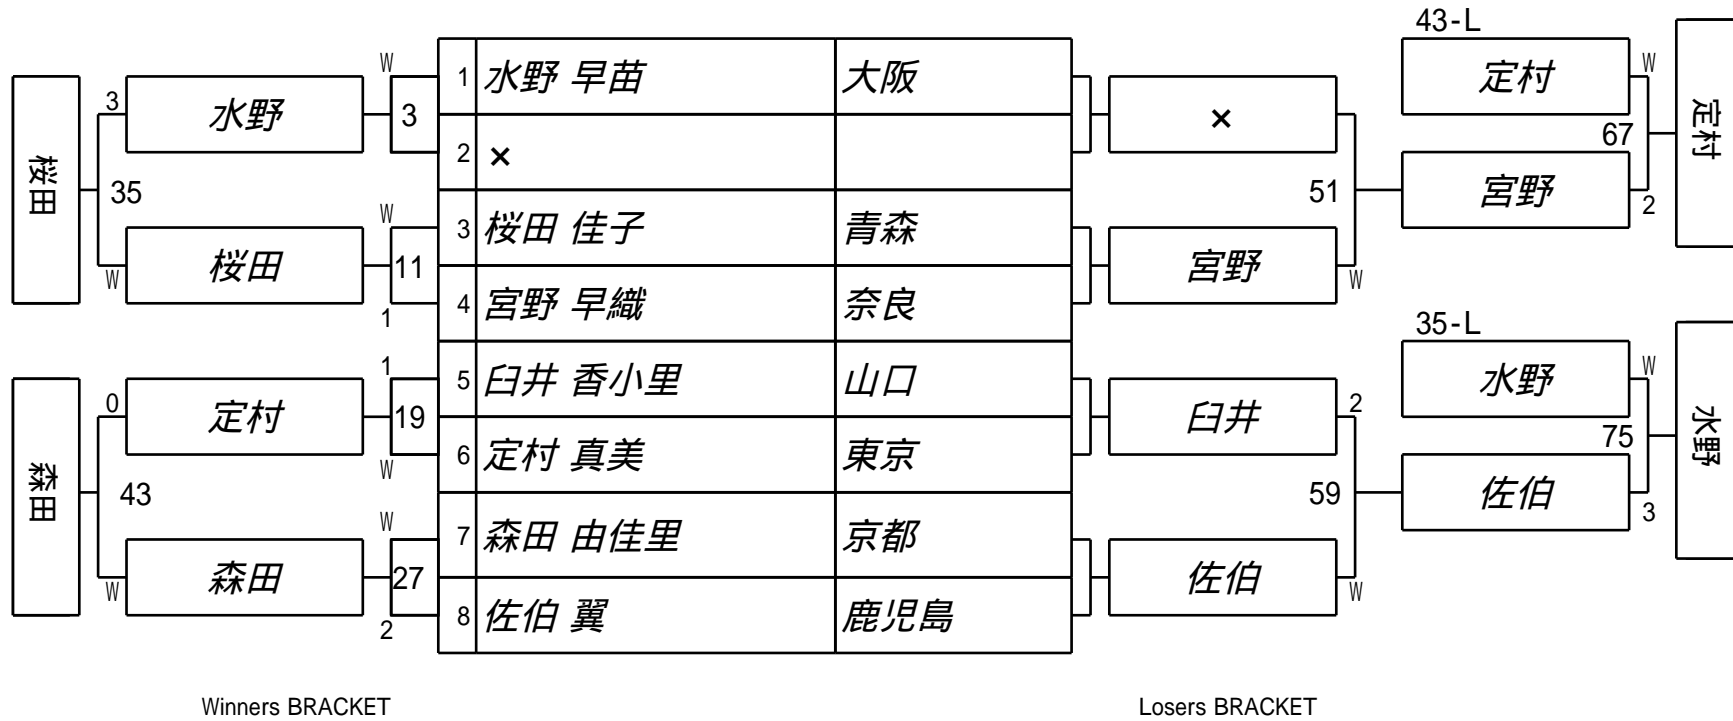 43-L
W
1 水野 早苗 大阪
定村
W
3
水野
3
×
定村
67
2 ×
桜田
35
51
宮野
2
W
3 桜田 佳子 青森
桜田
W
11
宮野
W
4 宮野 早織 奈良
1
35-L
1
5 臼井 香小里 山口
水野
W
0
定村
19
臼井
2
水野
75
6 定村 真美 東京
W
森田
43
59
佐伯
3
W
7 森田 由佳里 京都
森田
W
27
佐伯
W
8 佐伯 翼 鹿児島
2
Winners BRACKET
Losers BRACKET